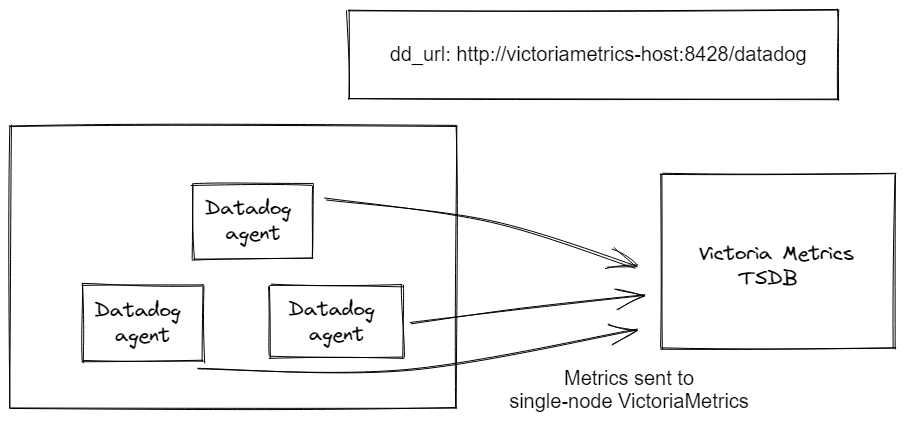 dd_url: http://victoriametrics-host:8428/datadog
Datadog
agent
Datadog
agent
Datadog
agent
Victoria Metrics
TSDB
Metrics sent to
single-node VictoriaMetrics